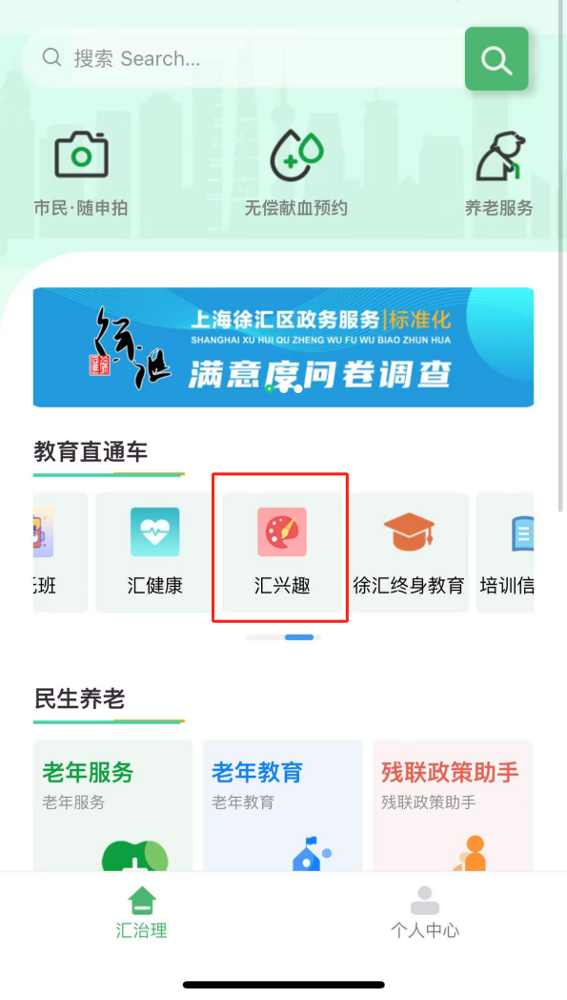 搜索 Search...
市民·随申拍
无偿献血预约
养老服务
上海徐汇区政务服务|标准化
SHANGHAI XU HUI QU ZHENG WU FU WU BIAO ZHUN HUA
徐汇
满意度问卷调查
教育直通车
班
汇健康
汇兴趣
徐汇终身教育
培训信
民生养老
老年服务
老年教育
残联政策助手
老年服务
老年教育
残联政策助手
汇治理
个人中心